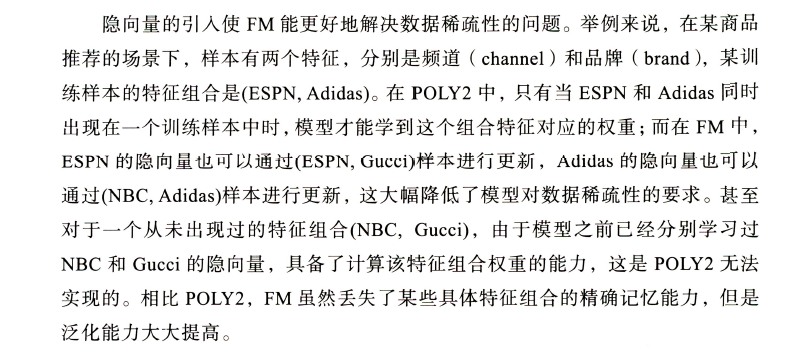 隐向量的引入使 FM 能更好地解决数据稀疏性的问题。举例来说，在某商品
推荐的场景下，样本有两个特征，分别是频道（channel）和品牌（brand），某训
练样本的特征组合是(ESPN, Adidas)。在 POLY2 中，只有当 ESPN 和 Adidas 同时
出现在一个训练样本中时，模型才能学到这个组合特征对应的权重；而在 FM 中，
ESPN 的隐向量也可以通过(ESPN, Gucci)样本进行更新，Adidas 的隐向量也可以
通过(NBC, Adidas)样本进行更新，这大幅降低了模型对数据稀疏性的要求。甚至
对于一个从未出现过的特征组合(NBC, Gucci)，由于模型之前已经分别学习过
NBC 和 Gucci 的隐向量，具备了计算该特征组合权重的能力，这是 POLY2 无法
实现的。相比 POLY2，FM 虽然丢失了某些具体特征组合的精确记忆能力，但是
泛化能力大大提高。